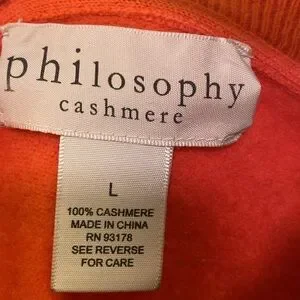 philosophy
cashmere
L
100% CASHMERE
MADE IN CHINA
RN 93178
SEE REVERSE
FOR CARE